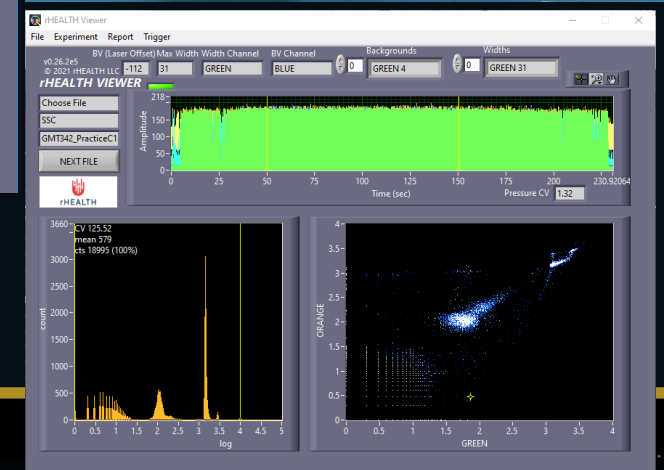 rHEALTH Viewer
File Experiment Report Trigger
v0.26.2e5
© 2021 rHEALTH LLC
rHEALTH VIEWER
BV (Laser Offset) Max Width Width Channel BV Channel Backgrounds Widths
-112 31 GREEN BLUE 0 GREEN 4 0 GREEN 31
Choose File
SSC
GMT342_PracticeC1
NEXT FILE
rHEALTH
Amplitude
218
150
100
50
0
0 25 50 75 100 125 150 175 200 230.92064
Time (sec)
Pressure CV 1.32
CV 125.52
mean 579
cts 18995 (100%)
count
3660
3000
2500
2000
1500
1000
500
0
0 0.5 1 1.5 2 2.5 3 3.5 4 4.5 5
log
ORANGE
4
3.5
3
2.5
2
1.5
1
0.5
0
0 0.5 1 1.5 2 2.5 3 3.5 4
GREEN